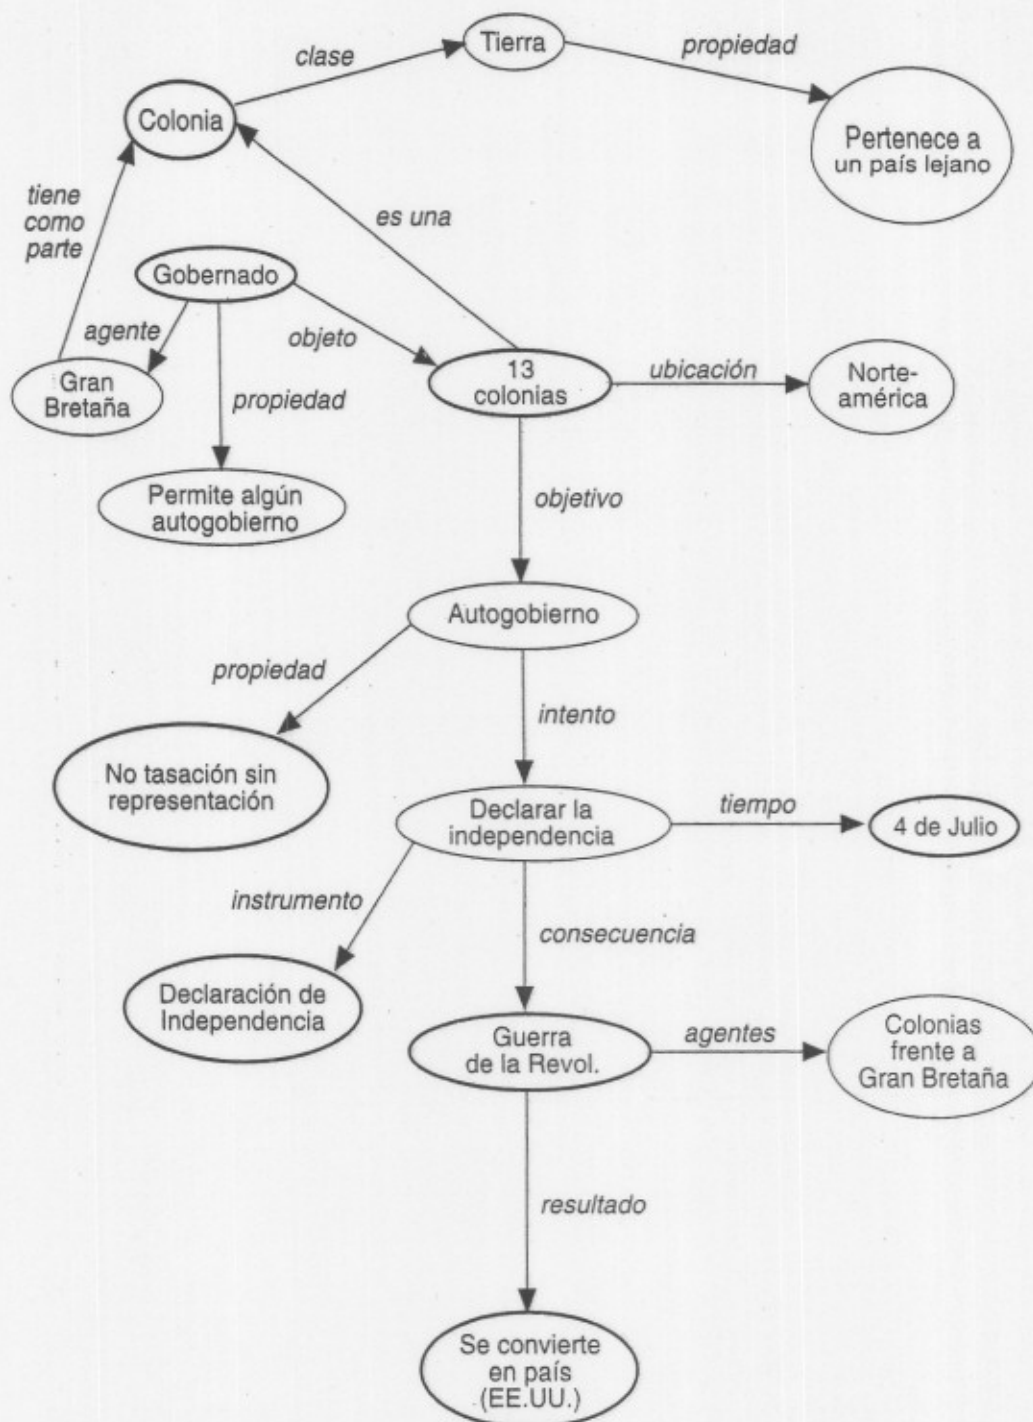 Tierra
clase
propiedad
Colonia
Pertenece a
un país lejano
tiene
como
parte
es una
Gobernado
agente
objeto
13
colonias
ubicación
Norte-
américa
Gran
Bretaña
propiedad
Permite algún
autogobierno
objetivo
Autogobierno
propiedad
intento
No tasación sin
representación
Declarar la
independencia
tiempo
4 de Julio
instrumento
consecuencia
Declaración de
Independencia
Guerra
de la Revol.
agentes
Colonias
frente a
Gran Bretaña
resultado
Se convierte
en país
(EE.UU.)